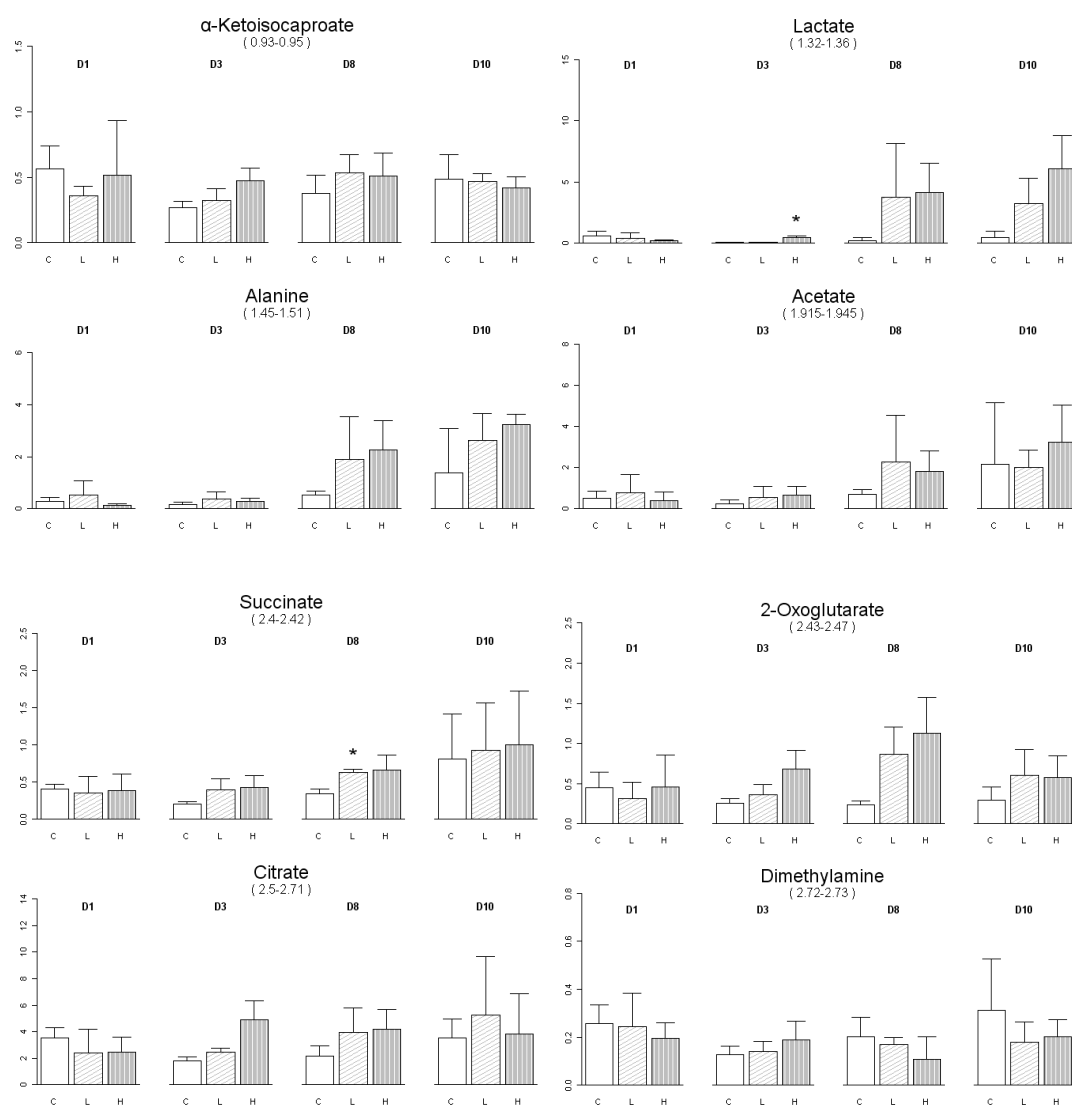 α-Ketoisocaproate
( 0.93-0.95 )
D1 D3 D8 D10
0.0 0.5 1.0 1.5
C L H C L H C L H C L H
Lactate
( 1.32-1.36 )
D1 D3 D8 D10
0 5 10 15
*
C L H C L H C L H C L H
Alanine
( 1.45-1.51 )
D1 D3 D8 D10
0 2 4 6
C L H C L H C L H C L H
Acetate
( 1.915-1.945 )
D1 D3 D8 D10
0 2 4 6 8
C L H C L H C L H C L H
Succinate
( 2.4-2.42 )
D1 D3 D8 D10
0.0 0.5 1.0 1.5 2.0 2.5
*
C L H C L H C L H C L H
2-Oxoglutarate
( 2.43-2.47 )
D1 D3 D8 D10
0.0 0.5 1.0 1.5 2.0 2.5
C L H C L H C L H C L H
Citrate
( 2.5-2.71 )
D1 D3 D8 D10
0 2 4 6 8 10 12 14
C L H C L H C L H C L H
Dimethylamine
( 2.72-2.73 )
D1 D3 D8 D10
0.0 0.2 0.4 0.6 0.8
C L H C L H C L H C L H